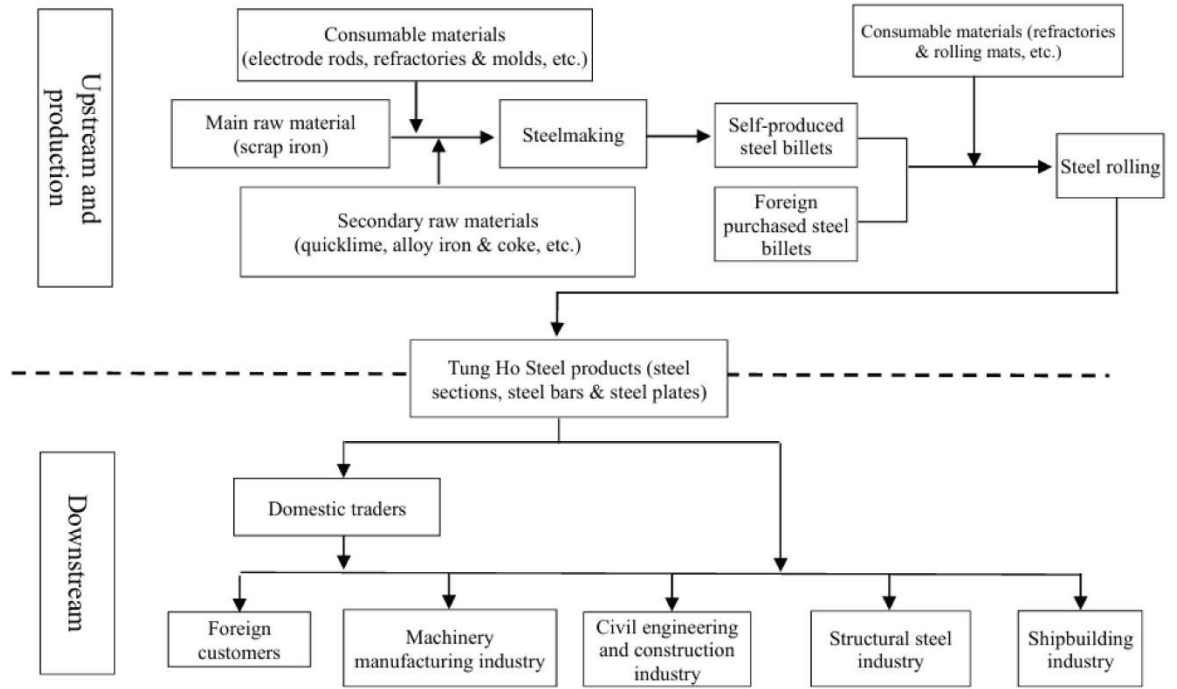 Upstream and
production
Consumable materials
(electrode rods, refractories & molds, etc.)
Consumable materials (refractories
& rolling mats, etc.)
Main raw material
(scrap iron)
Steelmaking
Self-produced
steel billets
Steel rolling
Secondary raw materials
(quicklime, alloy iron & coke, etc.)
Foreign
purchased steel
billets
Tung Ho Steel products (steel
sections, steel bars & steel plates)
Downstream
Domestic traders
Foreign
customers
Machinery
manufacturing industry
Civil engineering
and construction
industry
Structural steel
industry
Shipbuilding
industry